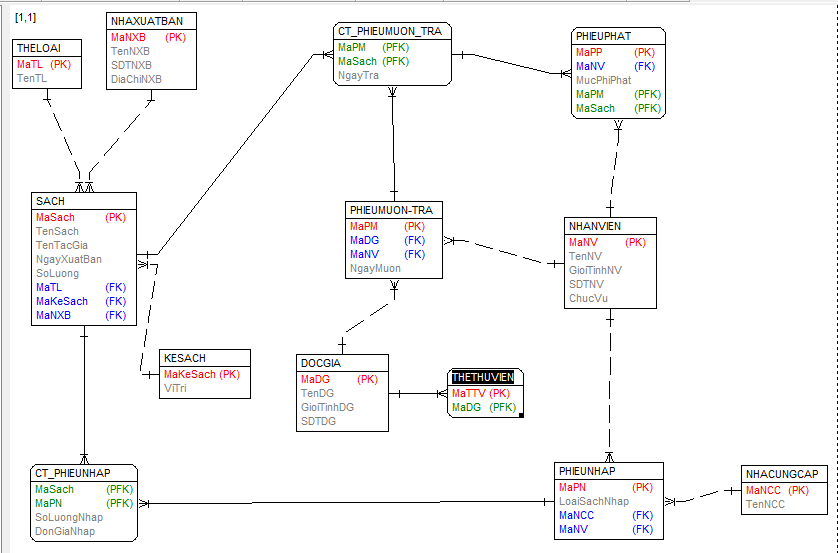 [1,1]
THELOAI
MaTL (PK)
TenTL
NHAXUATBAN
MaNXB (PK)
TenNXB
SDTNXB
DiaChiNXB
CT_PHIEUMUON_TRA
MaPM (PFK)
MaSach (PFK)
NgayTra
PHIEUPHAT
MaPP (PK)
MaNV (FK)
MucPhiPhat
MaPM (PFK)
MaSach (PFK)
SACH
MaSach (PK)
TenSach
TenTacGia
NgayXuatBan
SoLuong
MaTL (FK)
MaKeSach (FK)
MaNXB (FK)
PHIEUMUON-TRA
MaPM (PK)
MaDG (FK)
MaNV (FK)
NgayMuon
NHANVIEN
MaNV (PK)
TenNV
GioiTinhNV
SDTNV
ChucVu
KESACH
MaKeSach (PK)
ViTri
DOCGIA
MaDG (PK)
TenDG
GioiTinhDG
SDTDG
THETHUVIEN
MaTTV (PK)
MaDG (PFK)
CT_PHIEUNHAP
MaSach (PFK)
MaPN (PFK)
SoLuongNhap
DonGiaNhap
PHIEUNHAP
MaPN (PK)
LoaiSachNhap
MaNCC (FK)
MaNV (FK)
NHACUNGCAP
MaNCC (PK)
TenNCC